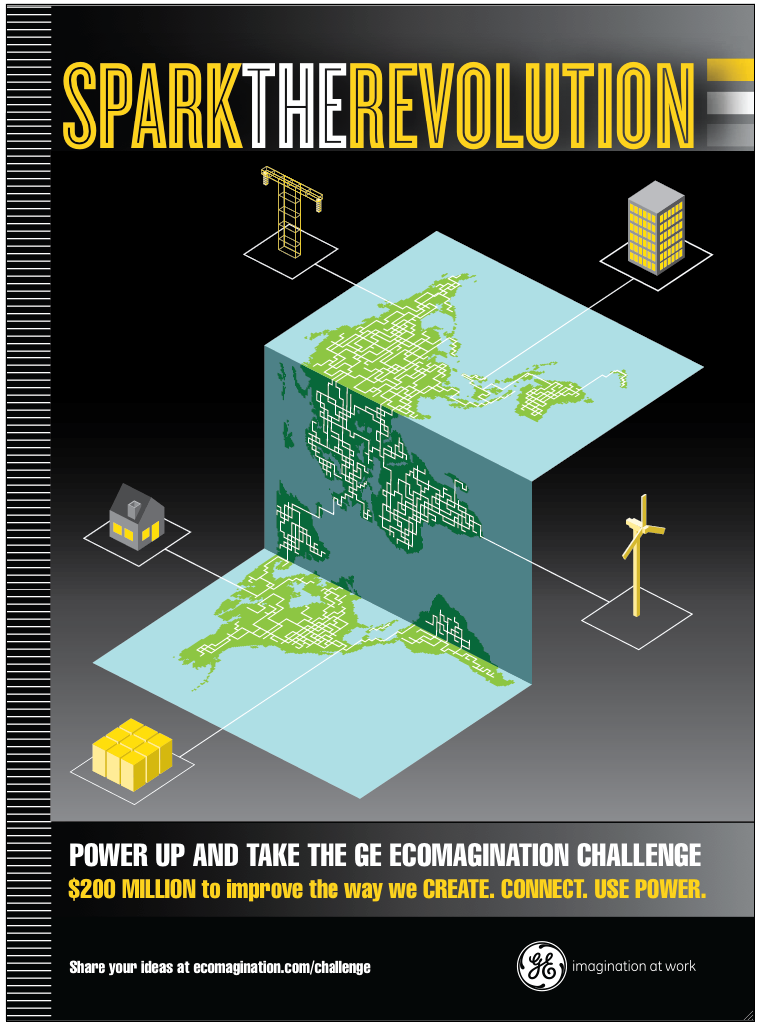 SPARKTHEREVOLUTION
POWER UP AND TAKE THE GE ECOMAGINATION CHALLENGE
$200 MILLION to improve the way we CREATE. CONNECT. USE POWER.
Share your ideas at ecomagination.com/challenge
GE imagination at work